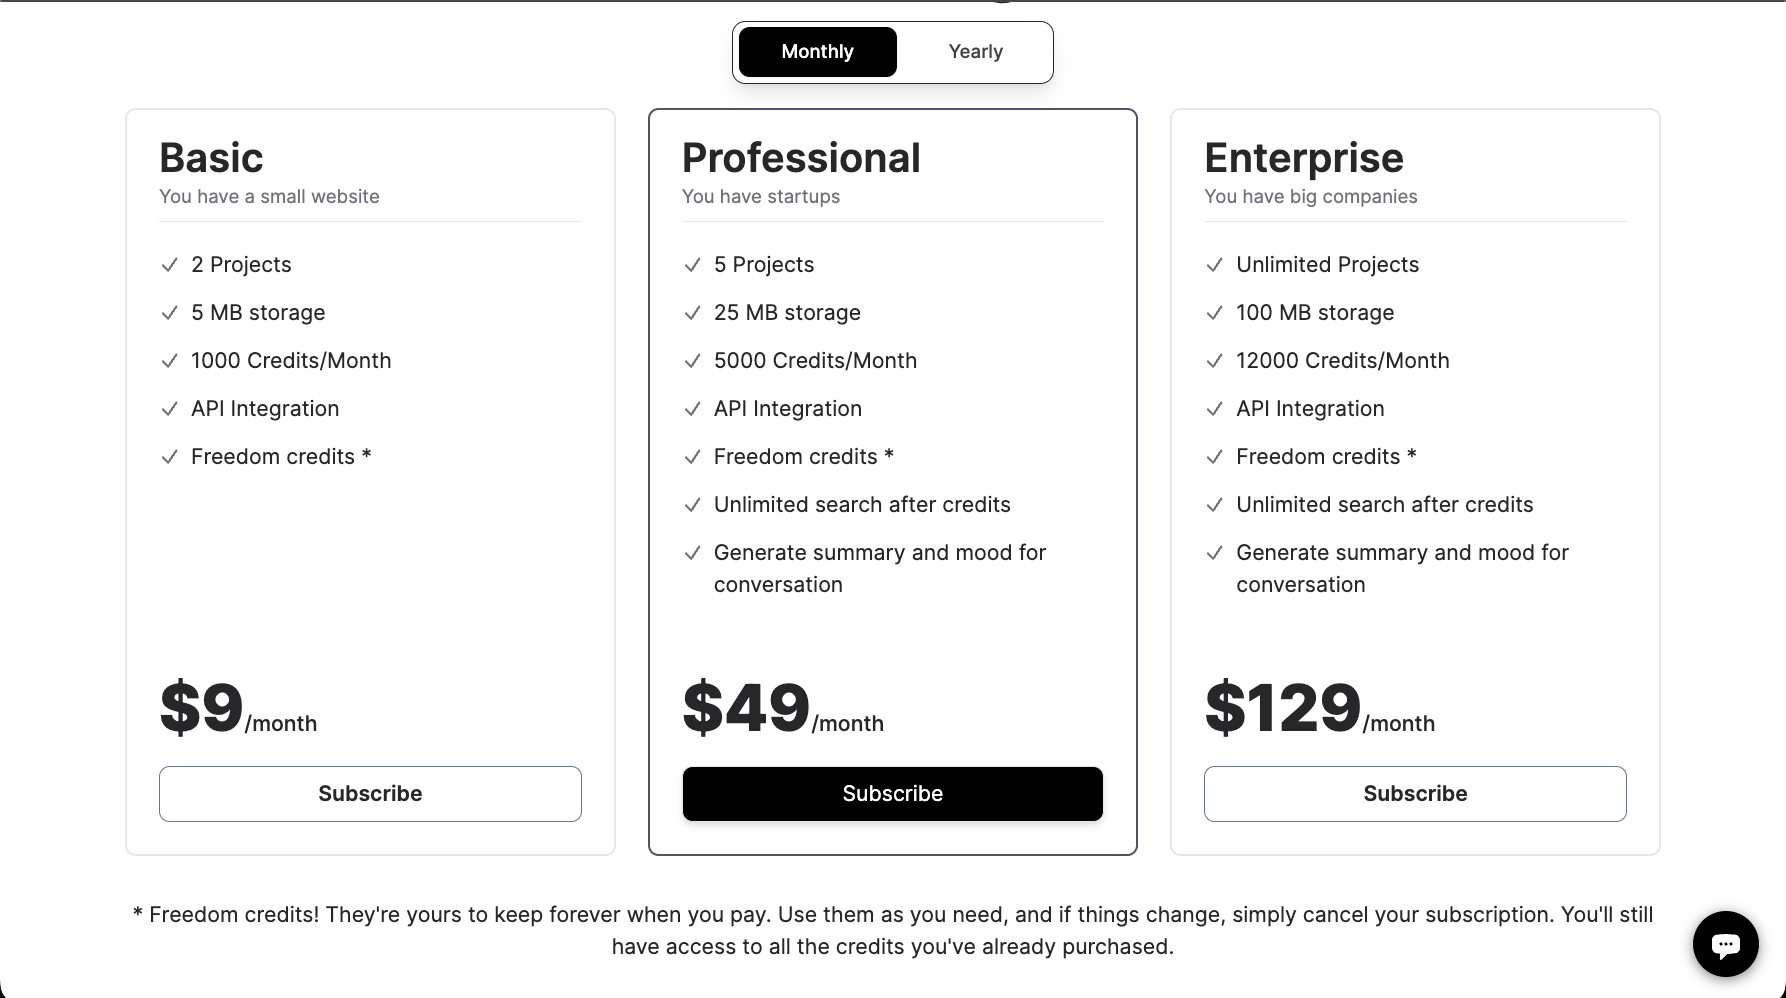 Monthly
Yearly
Basic
You have a small website
2 Projects
5 MB storage
1000 Credits/Month
API Integration
Freedom credits *
$9/month
Subscribe
Professional
You have startups
5 Projects
25 MB storage
5000 Credits/Month
API Integration
Freedom credits *
Unlimited search after credits
Generate summary and mood for
conversation
$49/month
Subscribe
Enterprise
You have big companies
Unlimited Projects
100 MB storage
12000 Credits/Month
API Integration
Freedom credits *
Unlimited search after credits
Generate summary and mood for
conversation
$129/month
Subscribe
* Freedom credits! They're yours to keep forever when you pay. Use them as you need, and if things change, simply cancel your subscription. You'll still
have access to all the credits you've already purchased.